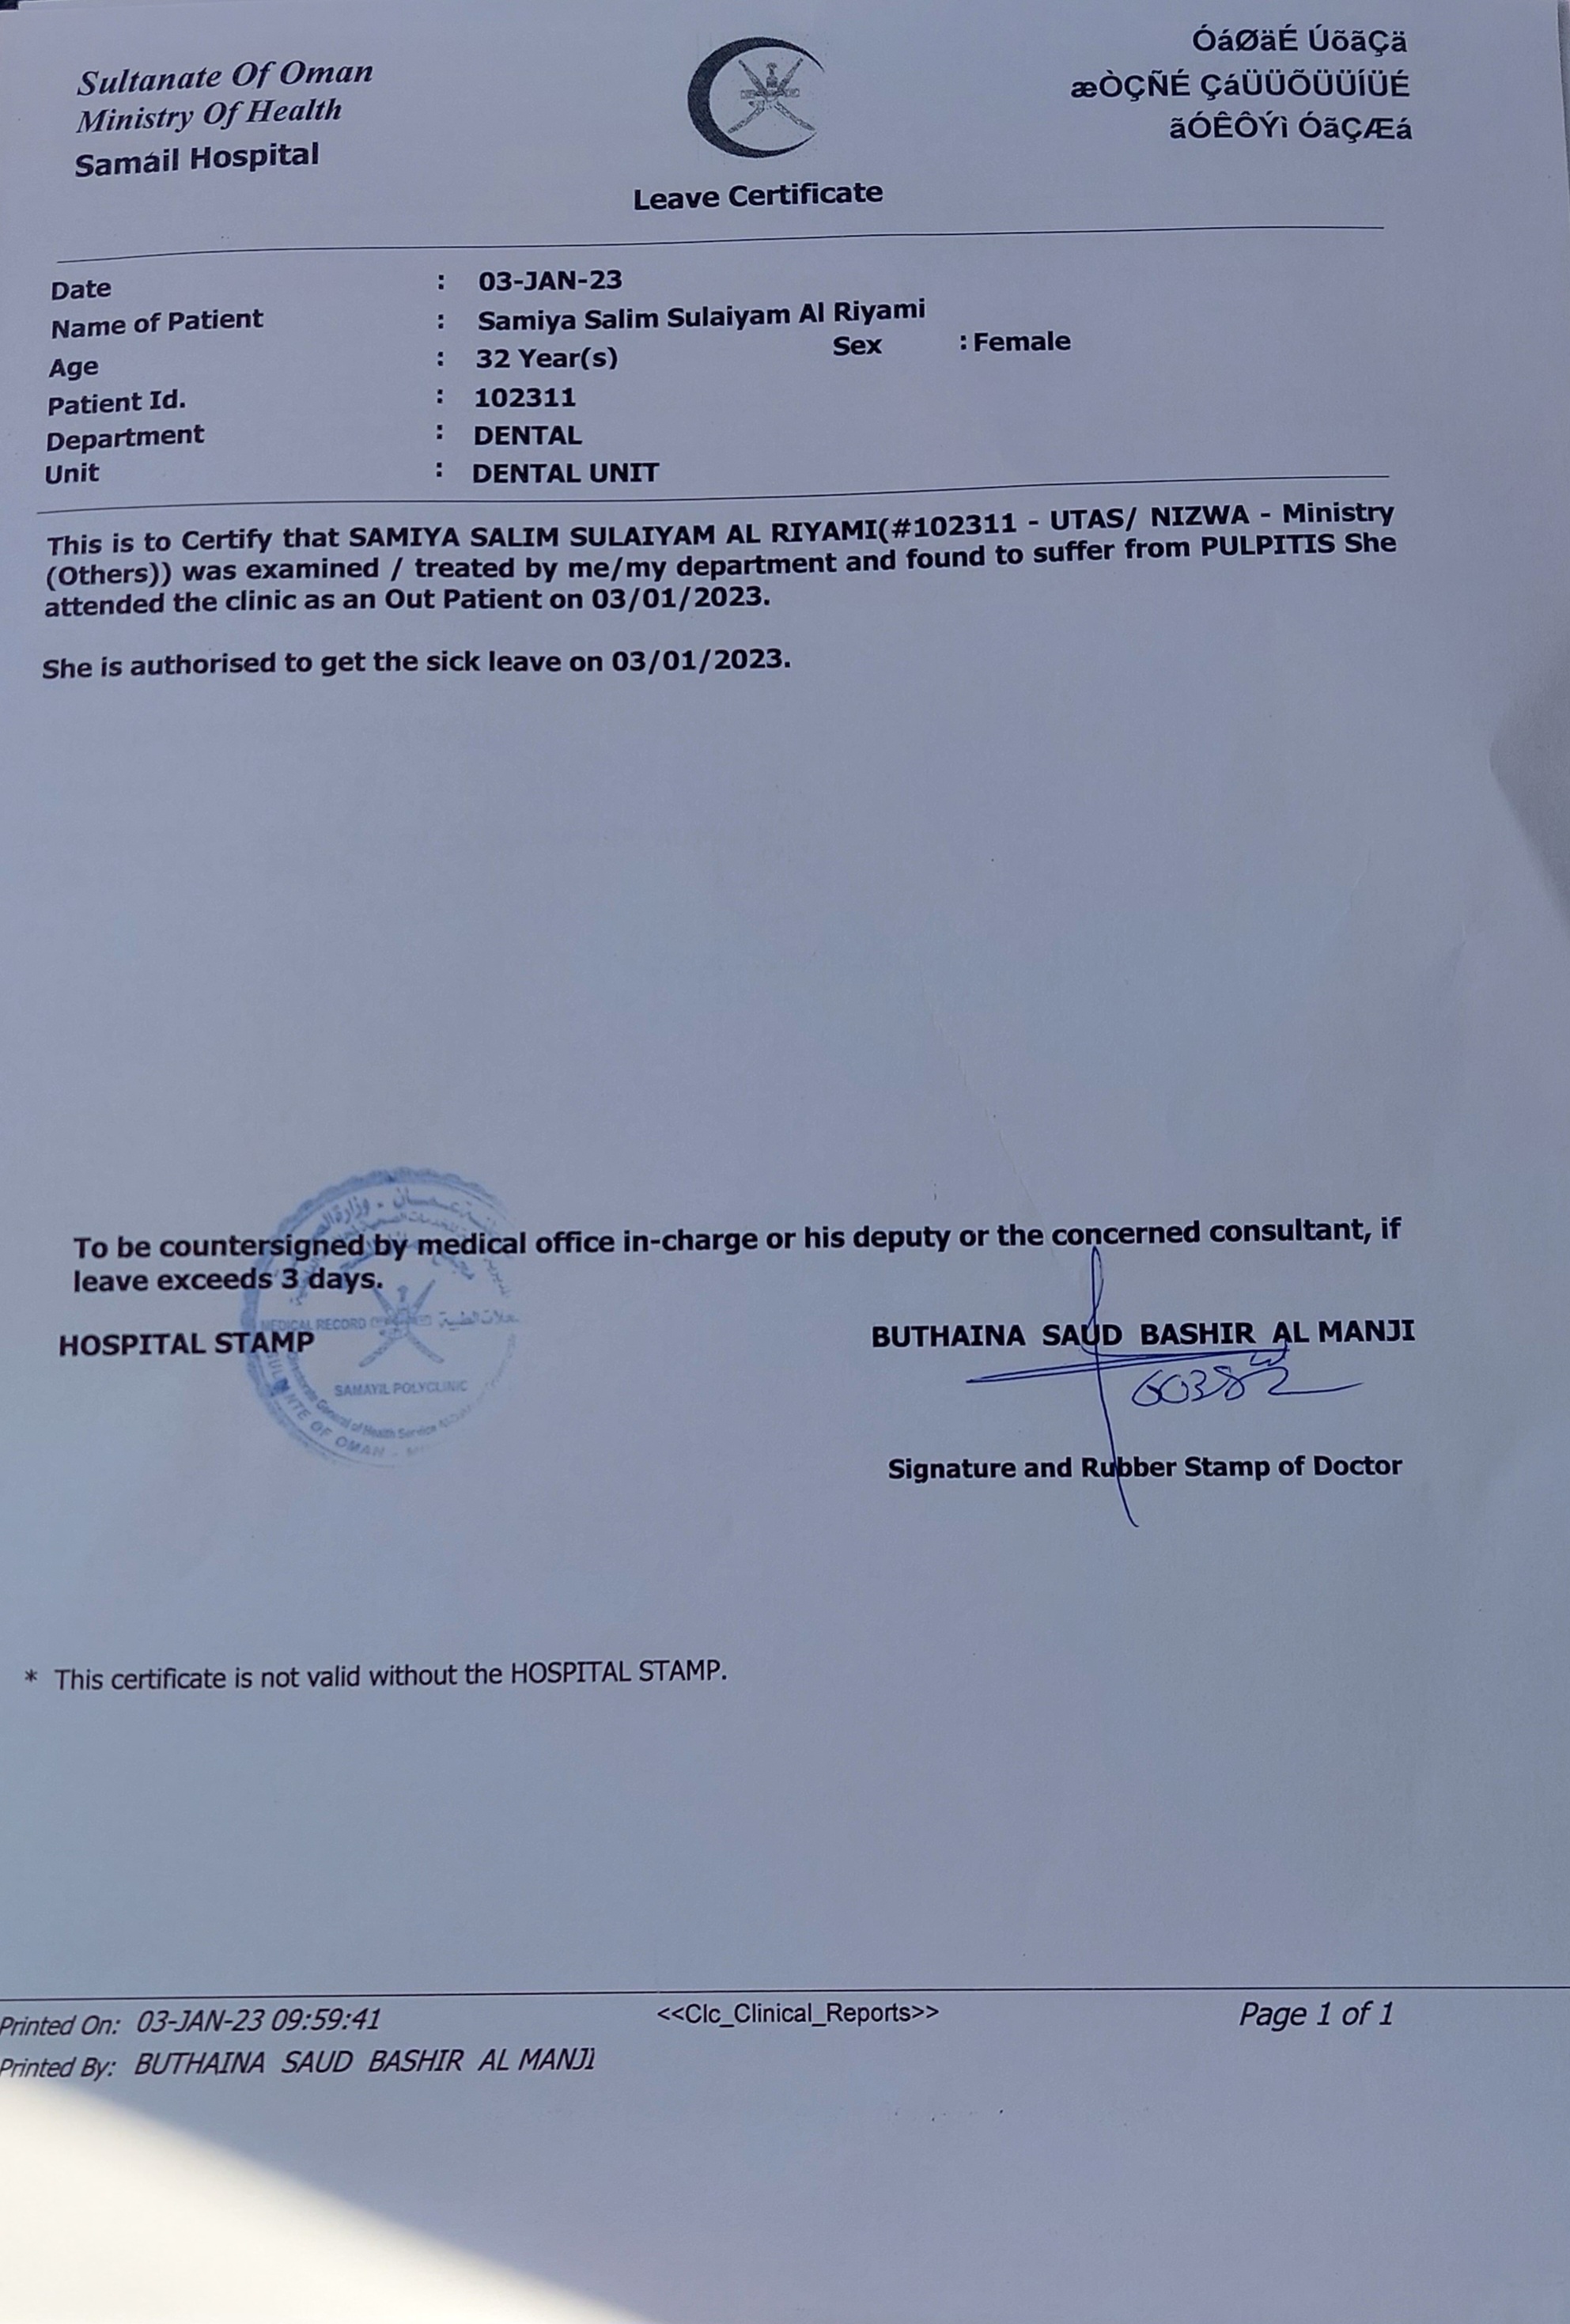 Sultanate Of Oman
Ministry Of Health
Samáil Hospital
ÓáØäÉ ÚõãÇä
æÒÇÑÉ ÇáÜÜÕÜÜÍÜÉ
ãÓÊÔÝì ÓãÇÆá
Leave Certificate
Date : 03-JAN-23
Name of Patient : Samiya Salim Sulaiyam Al Riyami
Age : 32 Year(s) Sex : Female
Patient Id. : 102311
Department : DENTAL
Unit : DENTAL UNIT
This is to Certify that SAMIYA SALIM SULAIYAM AL RIYAMI(#102311 - UTAS/ NIZWA - Ministry
(Others)) was examined / treated by me/my department and found to suffer from PULPITIS She
attended the clinic as an Out Patient on 03/01/2023.
She is authorised to get the sick leave on 03/01/2023.
To be countersigned by medical office in-charge or his deputy or the concerned consultant, if
leave exceeds 3 days.
HOSPITAL STAMP
MEDICAL RECORD
SAMAYIL POLYCLINIC
General of Health Service
OF OMAN
BUTHAINA SAUD BASHIR AL MANJI
60382
Signature and Rubber Stamp of Doctor
* This certificate is not valid without the HOSPITAL STAMP.
Printed On: 03-JAN-23 09:59:41 <<Clc_Clinical_Reports>> Page 1 of 1
Printed By: BUTHAINA SAUD BASHIR AL MANJI